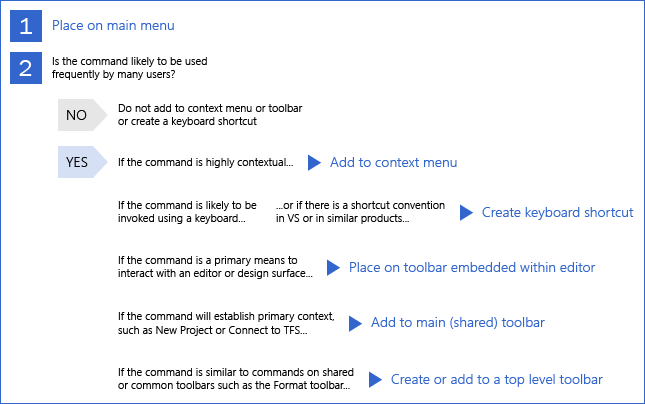 1 Place on main menu
2 Is the command likely to be used
frequently by many users?
NO Do not add to context menu or toolbar
or create a keyboard shortcut
YES If the command is highly contextual... Add to context menu
If the command is likely to be
invoked using a keyboard...
...or if there is a shortcut convention
in VS or in similar products...
Create keyboard shortcut
If the command is a primary means to
interact with an editor or design surface...
Place on toolbar embedded within editor
If the command will establish primary context,
such as New Project or Connect to TFS...
Add to main (shared) toolbar
If the command is similar to commands on shared
or common toolbars such as the Format toolbar...
Create or add to a top level toolbar